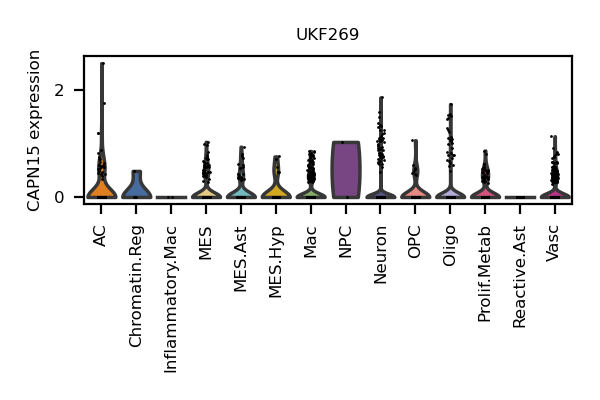 UKF269
CAPN15 expression
2
0
AC
Chromatin.Reg
Inflammatory.Mac
MES
MES.Ast
MES.Hyp
Mac
NPC
Neuron
OPC
Oligo
Prolif.Metab
Reactive.Ast
Vasc